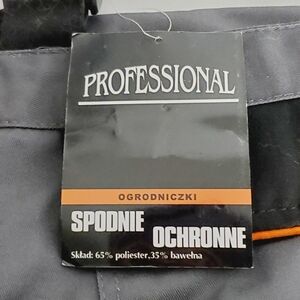 PROFESSIONAL
OGRODNICZKI
SPODNIE
OCHRONNE
Skład: 65% poliester,35% bawełna